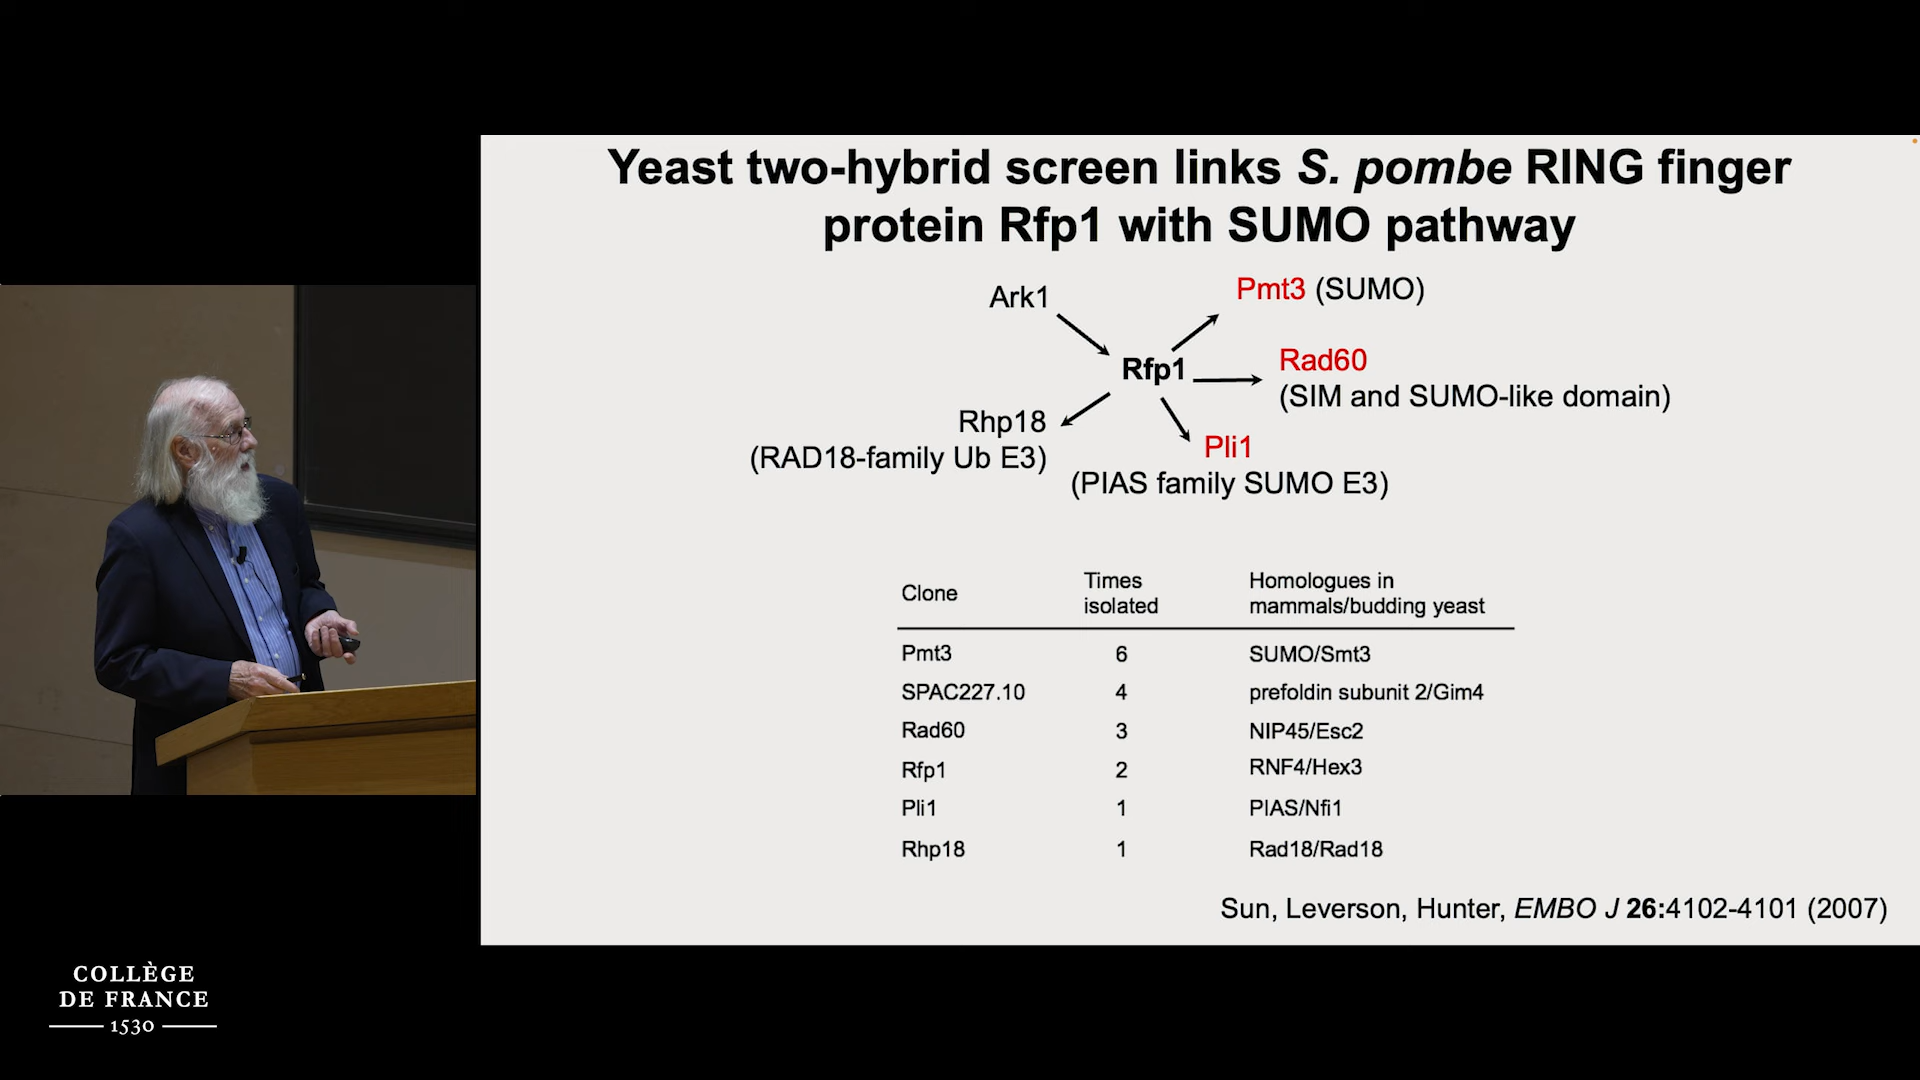 Yeast two-hybrid screen links S. pombe RING finger
protein Rfp1 with SUMO pathway
Ark1
Pmt3 (SUMO)
Rfp1
Rad60
(SIM and SUMO-like domain)
Rhp18
(RAD18-family Ub E3)
Pli1
(PIAS family SUMO E3)
Clone
Times
isolated
Homologues in
mammals/budding yeast
Pmt3 6 SUMO/Smt3
SPAC227.10 4 prefoldin subunit 2/Gim4
Rad60 3 NIP45/Esc2
Rfp1 2 RNF4/Hex3
Pli1 1 PIAS/Nfi1
Rhp18 1 Rad18/Rad18
Sun, Leverson, Hunter, EMBO J 26:4102-4101 (2007)
COLLÈGE
DE FRANCE
1530